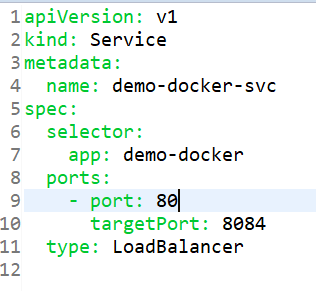 1 apiVersion: v1
2 kind: Service
3 metadata:
4   name: demo-docker-svc
5 spec:
6   selector:
7     app: demo-docker
8   ports:
9     - port: 80
10       targetPort: 8084
11   type: LoadBalancer
12